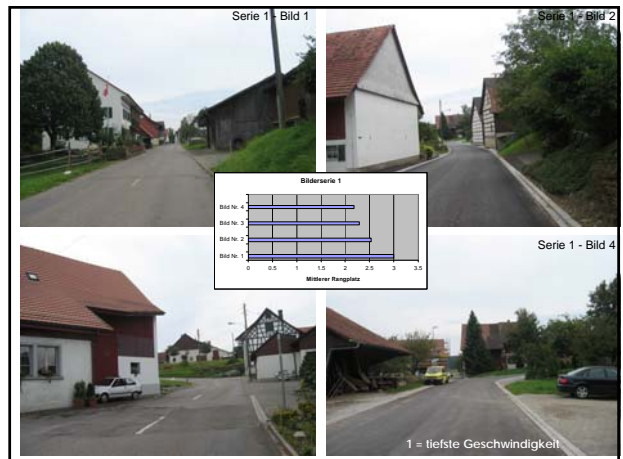 Serie 1 - Bild 1
Serie 1 - Bild 2
Bilderserie 1
Bild Nr. 4
Bild Nr. 3
Bild Nr. 2
Bild Nr. 1
0 0.5 1 1.5 2 2.5 3 3.5
Mittlerer Rangplatz
Serie 1 - Bild 4
1 = tiefste Geschwindigkeit